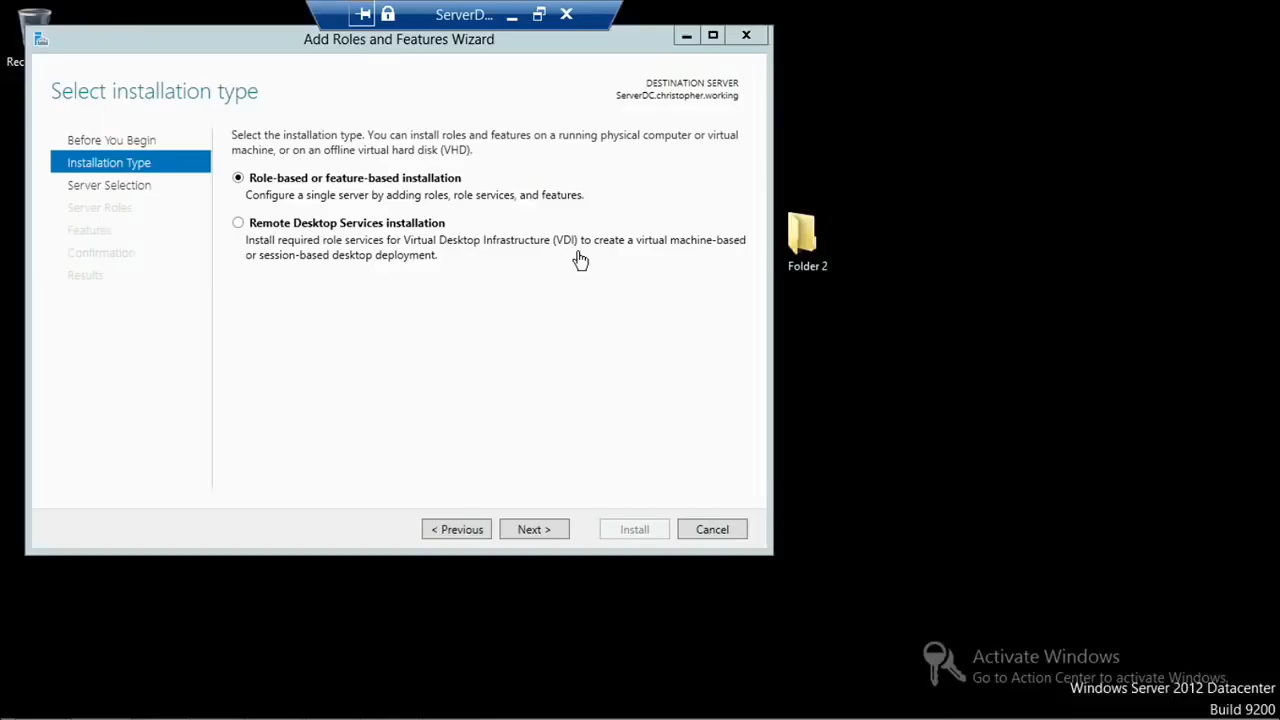 ServerD...
Rec
Add Roles and Features Wizard
Select installation type
DESTINATION SERVER
ServerDC.christopher.working
Before You Begin
Installation Type
Server Selection
Server Roles
Features
Confirmation
Results
Select the installation type. You can install roles and features on a running physical computer or virtual
machine, or on an offline virtual hard disk (VHD).
Role-based or feature-based installation
Configure a single server by adding roles, role services, and features.
Remote Desktop Services installation
Install required role services for Virtual Desktop Infrastructure (VDI) to create a virtual machine-based
or session-based desktop deployment.
< Previous
Next >
Install
Cancel
Folder 2
Activate Windows
Go to Action Center to activate Windows.
Windows Server 2012 Datacenter
Build 9200